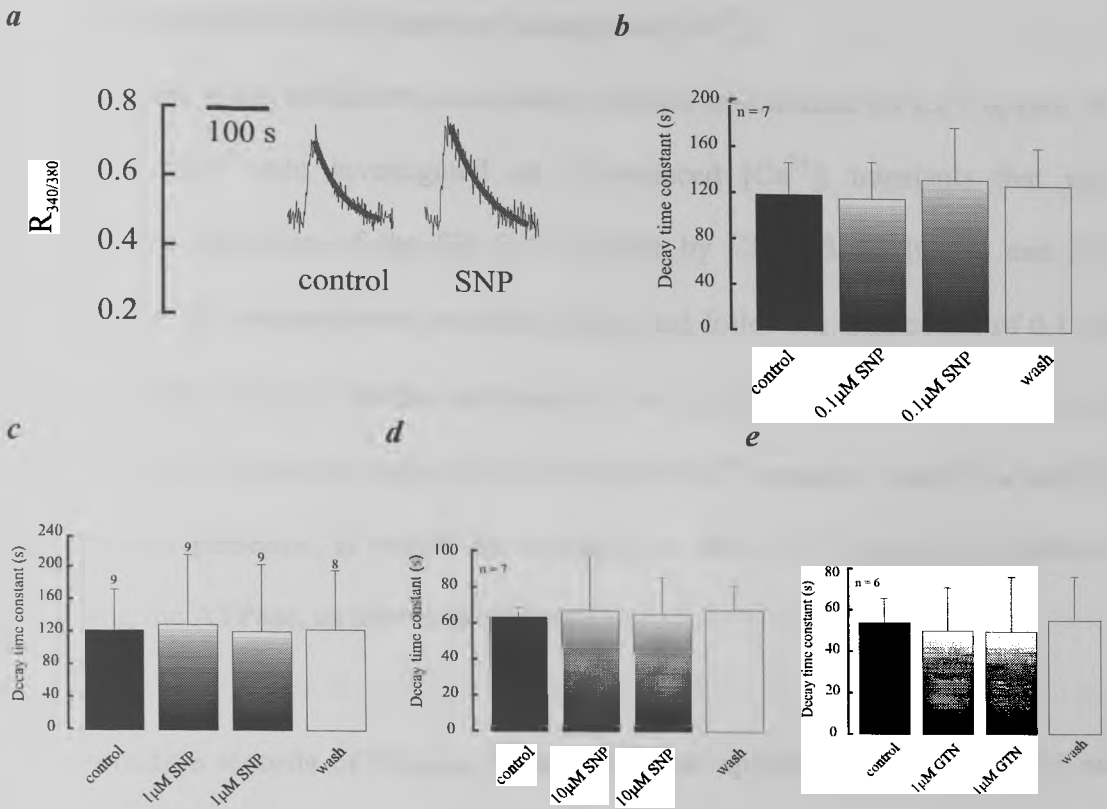 a
0.8
0.6
0.4
0.2
R340/380
100 s
control
SNP
b
Decay time constant (s)
200
160
120
80
40
0
n = 7
control
0.1μM SNP
0.1μM SNP
wash
c
Decay time constant (s)
240
200
160
120
80
40
0
9
9
9
8
control
1μM SNP
1μM SNP
wash
d
Decay time constant (s)
100
80
60
40
20
0
n = 7
control
10μM SNP
10μM SNP
wash
e
Decay time constant (s)
80
60
40
20
0
n = 6
control
1μM GTN
1μM GTN
wash